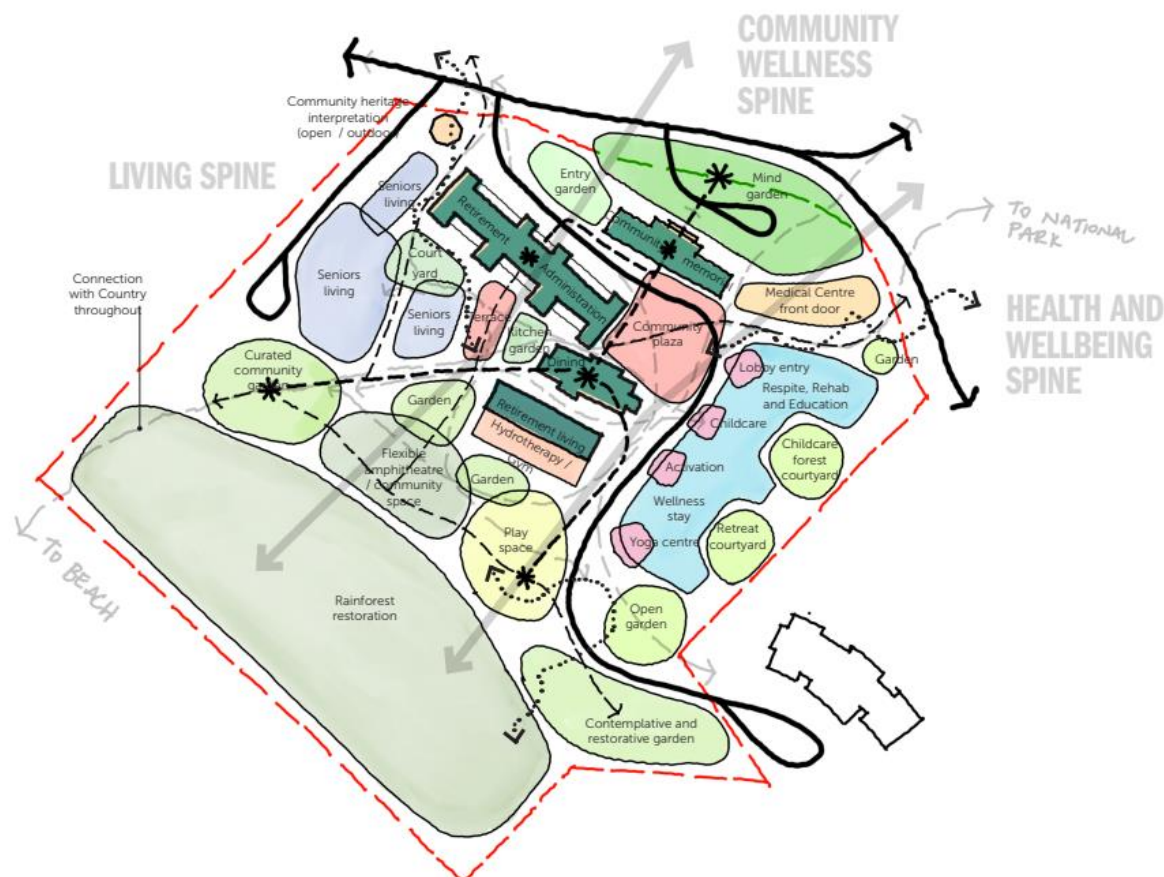 COMMUNITY
WELLNESS
SPINE
Community heritage
interpretation
(open / outdoor)
LIVING SPINE
Entry
garden
Mind
garden
Seniors
living
Retirement
Administration
Community
memori
TO NATIONAL
PARK
Court
yard
Seniors
living
Connection
with Country
throughout
Seniors
living
Terrace
Kitchen
garden
Community
plaza
Medical Centre
front door
HEALTH AND
WELLBEING
SPINE
Curated
community
garden
Dining
Lobby entry
Garden
Respite, Rehab
and Education
Garden
Retirement living
Hydrotherapy /
Gym
Childcare
Childcare
forest
courtyard
Flexible
amphitheatre
/ community
space
Garden
Activation
Wellness
stay
Play
space
Yoga centre
Retreat
courtyard
TO BEACH
Rainforest
restoration
Open
garden
Contemplative and
restorative garden